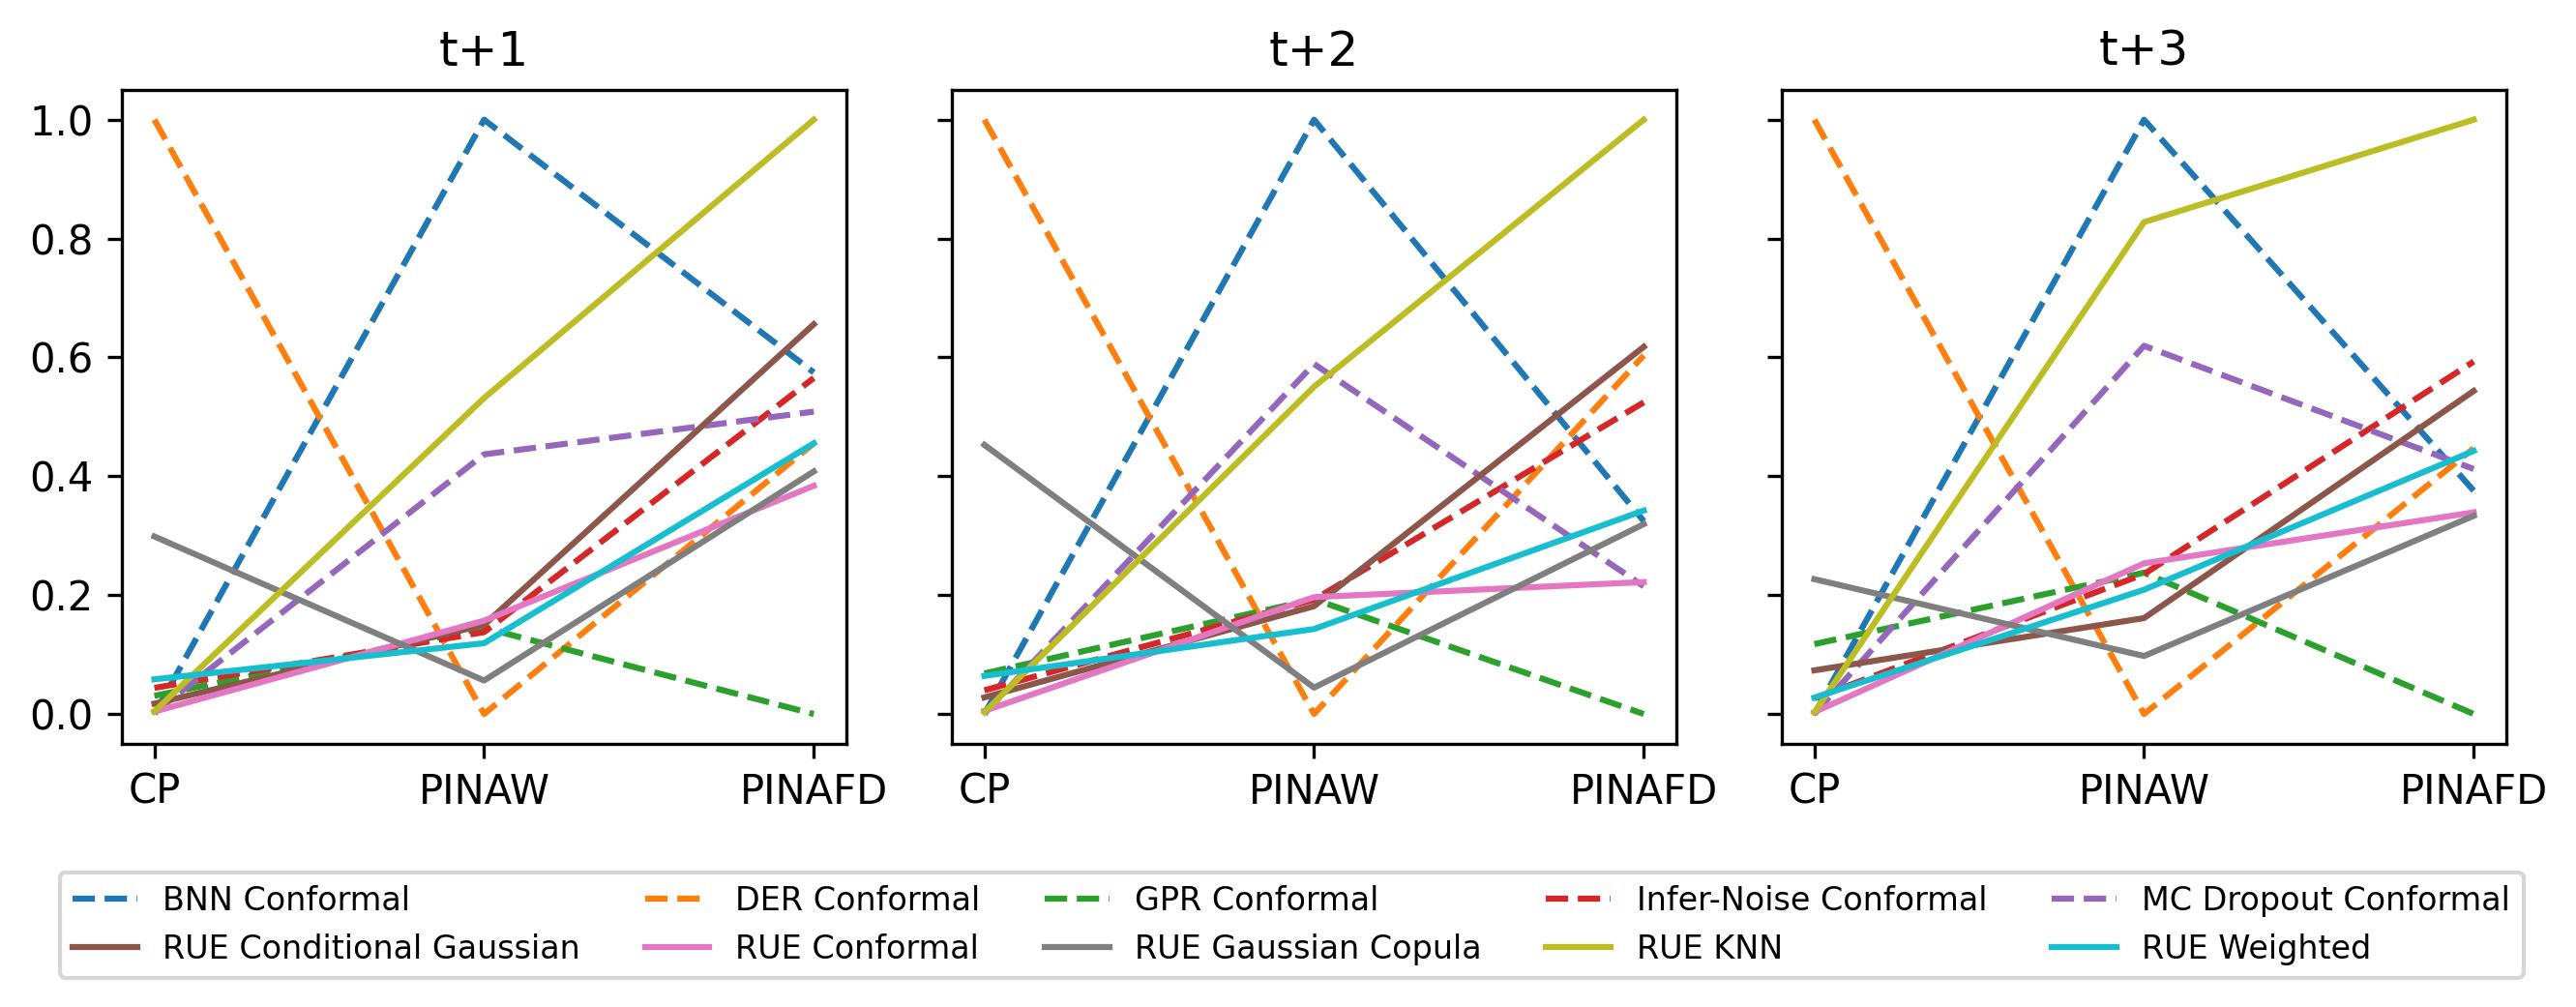 t+1 t+2 t+3
1.0
0.8
0.6
0.4
0.2
0.0
CP PINAW PINAFD CP PINAW PINAFD CP PINAW PINAFD
BNN Conformal DER Conformal GPR Conformal Infer-Noise Conformal MC Dropout Conformal
RUE Conditional Gaussian RUE Conformal RUE Gaussian Copula RUE KNN RUE Weighted